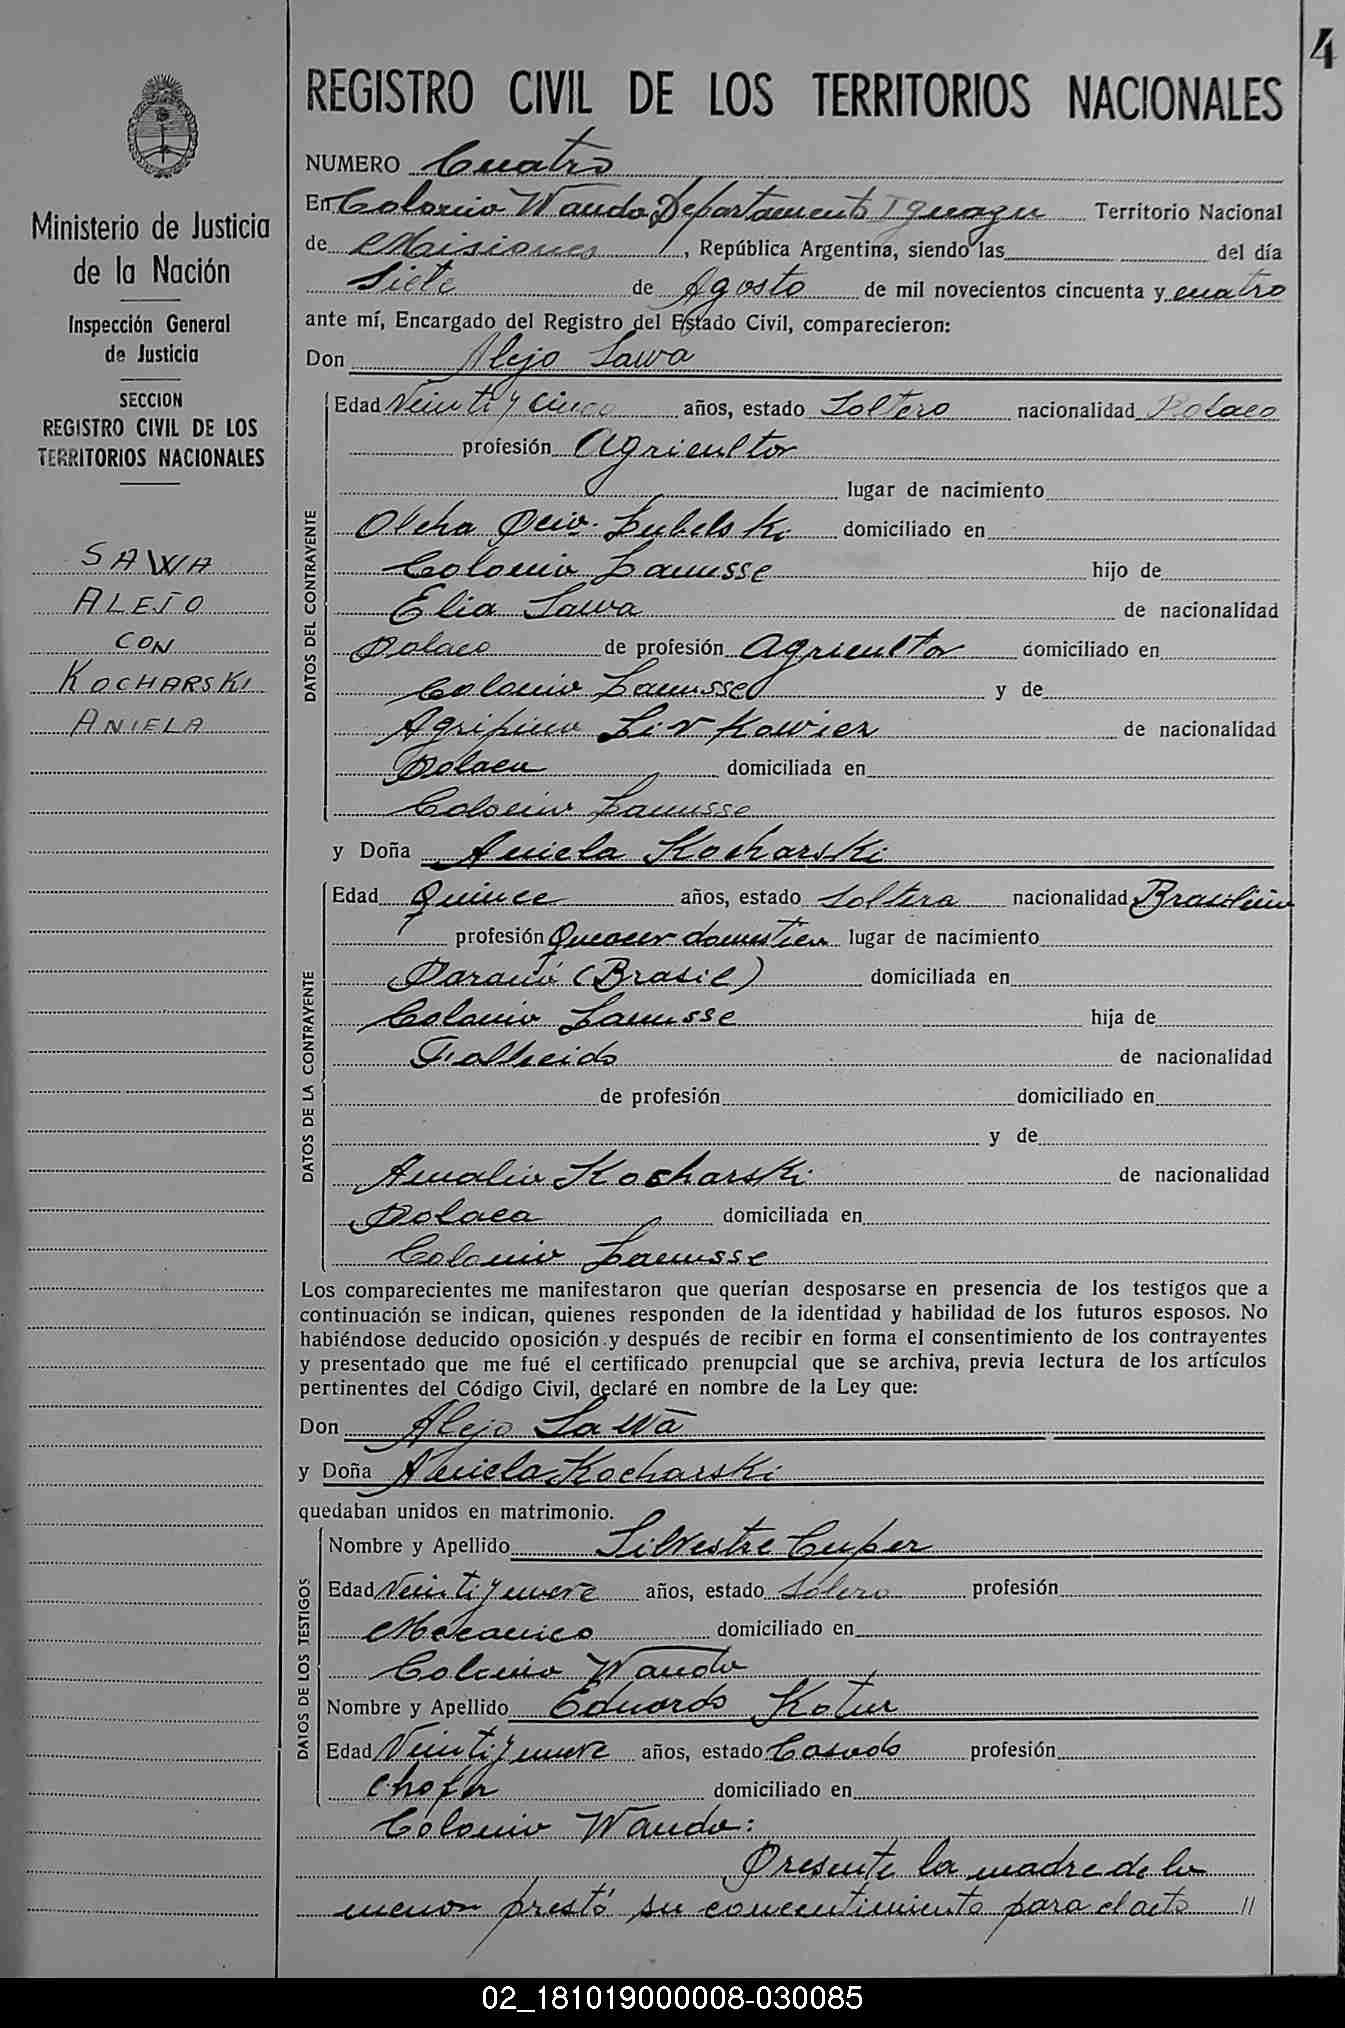 4
REGISTRO CIVIL DE LOS TERRITORIOS NACIONALES
Ministerio de Justicia
de la Nación
Inspección General
de Justicia
SECCION
REGISTRO CIVIL DE LOS
TERRITORIOS NACIONALES
SAWA
ALEJO
CON
KOCHARSKI
ANIELA
NUMERO Cuatro
En Colonia Wanda Departamento Iguazu Territorio Nacional
de Misiones, República Argentina, siendo las del día
Siete de Agosto de mil novecientos cincuenta y cuatro
ante mí, Encargado del Registro del Estado Civil, comparecieron:
Don Alejo Sawa
DATOS DEL CONTRAYENTE
Edad Veinti y cinco años, estado Soltero nacionalidad Polaco
profesión Agricultor
lugar de nacimiento
Lubelski domiciliado en
Colonia Lanusse hijo de
Elia Sawa de nacionalidad
Polaco de profesión Agricultor domiciliado en
Colonia Lanusse y de
Agripina de nacionalidad
Polaca domiciliada en
Colonia Lanusse
y Doña Aniela Kocharski
DATOS DE LA CONTRAYENTE
Edad Quince años, estado Soltera nacionalidad
profesión lugar de nacimiento
Paraná (Brasil) domiciliada en
Colonia Lanusse hija de
de nacionalidad
de profesión domiciliado en
y de
Amalia Kocharski de nacionalidad
Polaca domiciliada en
Colonia Lanusse
Los comparecientes me manifestaron que querían desposarse en presencia de los testigos que a
continuación se indican, quienes responden de la identidad y habilidad de los futuros esposos. No
habiéndose deducido oposición y después de recibir en forma el consentimiento de los contrayentes
y presentado que me fué el certificado prenupcial que se archiva, previa lectura de los artículos
pertinentes del Código Civil, declaré en nombre de la Ley que:
Don Alejo Sawa
y Doña Aniela Kocharski
quedaban unidos en matrimonio.
DATOS DE LOS TESTIGOS
Nombre y Apellido Silvestre Cuper
Edad Veinti y nueve años, estado profesión
Mecanico domiciliado en
Colonia Wanda
Nombre y Apellido Eduardo Kotur
Edad Veinti y nueve años, estado Casado profesión
Chofer domiciliado en
Colonia Wanda:
Presente la madre de la
menor prestó su concentimiento para el acto //
02_181019000008-030085